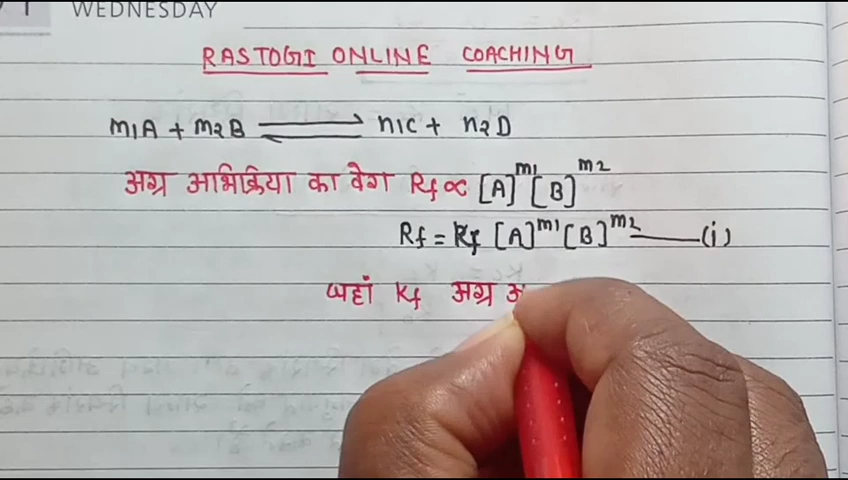 WEDNESDAY
RASTOGI ONLINE COACHING
m1A + m2B ⇌ n1C + n2D
अग्र अभिक्रिया का वेग Rf ∝ [A]^m1 [B]^m2
Rf = Kf [A]^m1 [B]^m2 —— (i)
जहां Kf अग्र अ